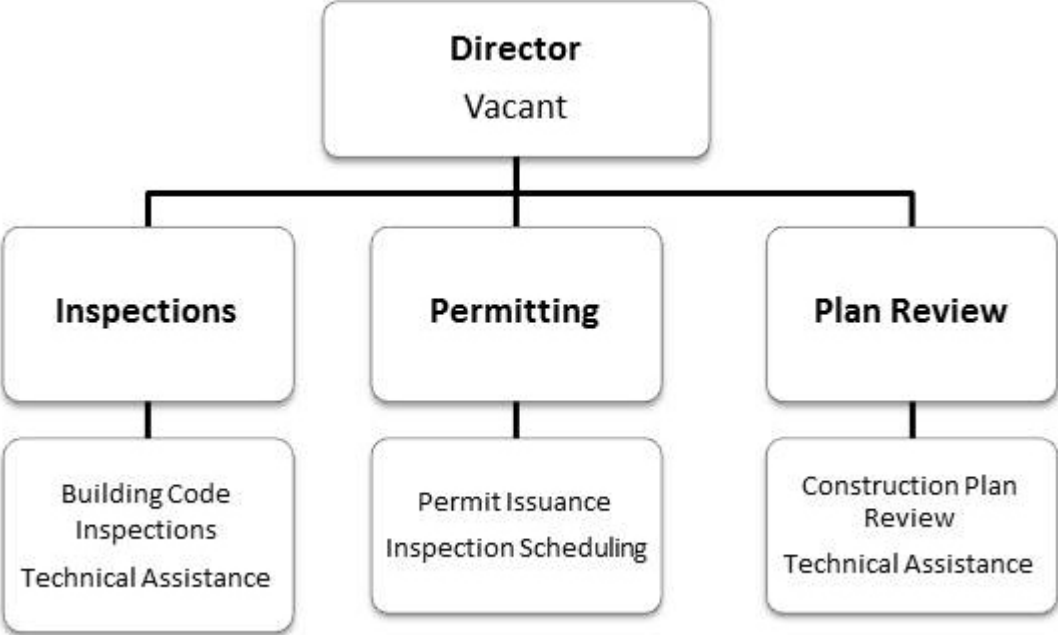 Director
Vacant
Inspections
Permitting
Plan Review
Building Code
Inspections
Technical Assistance
Permit Issuance
Inspection Scheduling
Construction Plan
Review
Technical Assistance